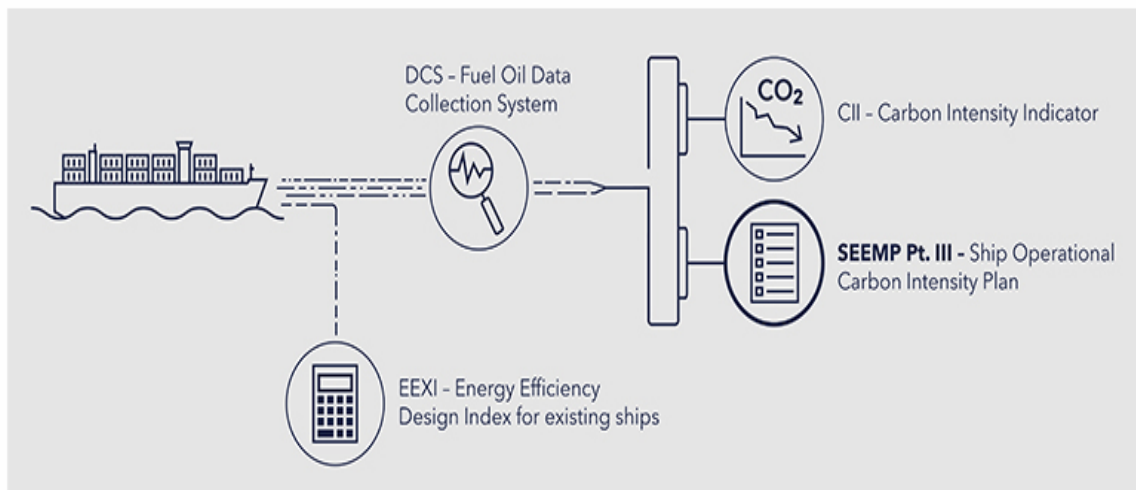 DCS - Fuel Oil Data
Collection System
CO₂
CII - Carbon Intensity Indicator
SEEMP Pt. III - Ship Operational
Carbon Intensity Plan
EEXI - Energy Efficiency
Design Index for existing ships